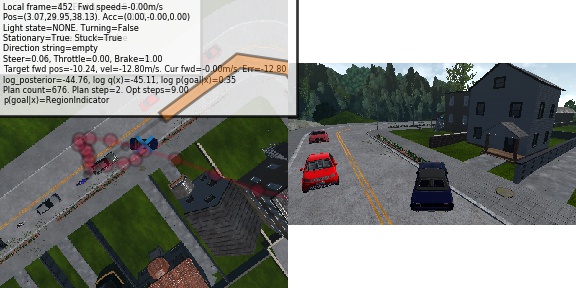 Local frame=452. Fwd speed=-0.00m/s
Pos=(3.07,29.95,38.13). Acc=(0.00,-0.00,0.00)
Light state=NONE. Turning=False
Stationary=True. Stuck=True
Direction string=empty
Steer=0.06, Throttle=0.00, Brake=1.00
Target fwd pos=-10.24, vel=-12.80m/s. Cur fwd=-0.00m/s, Err=-12.80
log_posterior=-44.76, log q(x)=-45.11, log p(goal|x)=0.35
Plan count=676. Plan step=2. Opt steps=9.00
p(goal|x)=RegionIndicator